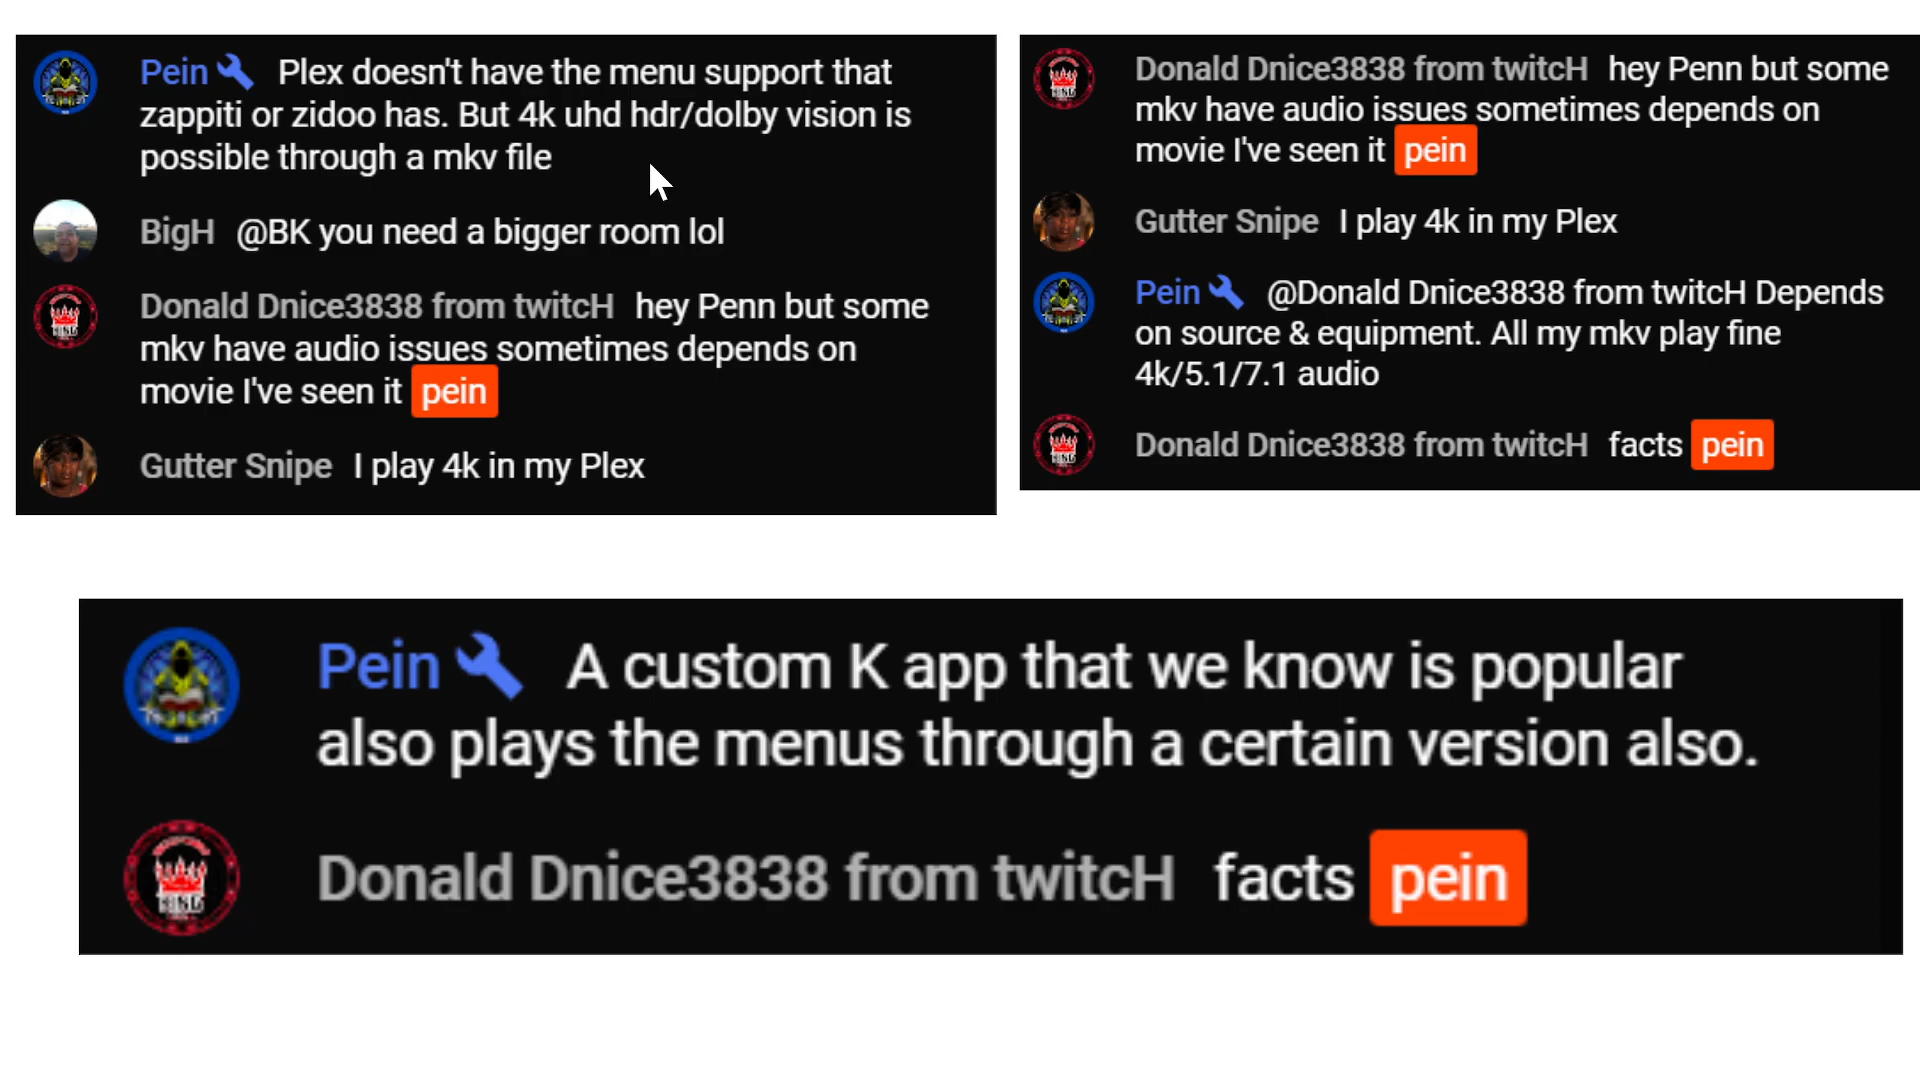 Pein Plex doesn't have the menu support that
zappiti or zidoo has. But 4k uhd hdr/dolby vision is
possible through a mkv file
BigH @BK you need a bigger room lol
Donald Dnice3838 from twitcH hey Penn but some
mkv have audio issues sometimes depends on
movie I've seen it pein
Gutter Snipe I play 4k in my Plex
Donald Dnice3838 from twitcH hey Penn but some
mkv have audio issues sometimes depends on
movie I've seen it pein
Gutter Snipe I play 4k in my Plex
Pein @Donald Dnice3838 from twitcH Depends
on source & equipment. All my mkv play fine
4k/5.1/7.1 audio
Donald Dnice3838 from twitcH facts pein
Pein A custom K app that we know is popular
also plays the menus through a certain version also.
Donald Dnice3838 from twitcH facts pein